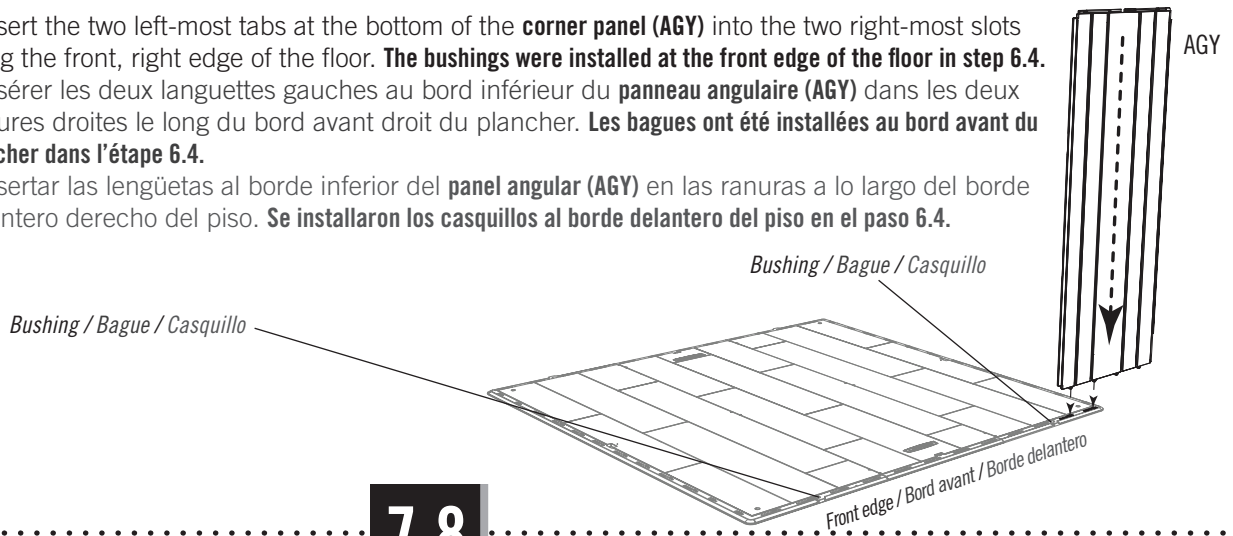 sert the two left-most tabs at the bottom of the corner panel (AGY) into the two right-most slots
g the front, right edge of the floor. The bushings were installed at the front edge of the floor in step 6.4.
sérer les deux languettes gauches au bord inférieur du panneau angulaire (AGY) dans les deux
ures droites le long du bord avant droit du plancher. Les bagues ont été installées au bord avant du
cher dans l'étape 6.4.
sertar las lengüetas al borde inferior del panel angular (AGY) en las ranuras a lo largo del borde
ntero derecho del piso. Se installaron los casquillos al borde delantero del piso en el paso 6.4.
AGY
Bushing / Bague / Casquillo
Bushing / Bague / Casquillo
Front edge / Bord avant / Borde delantero